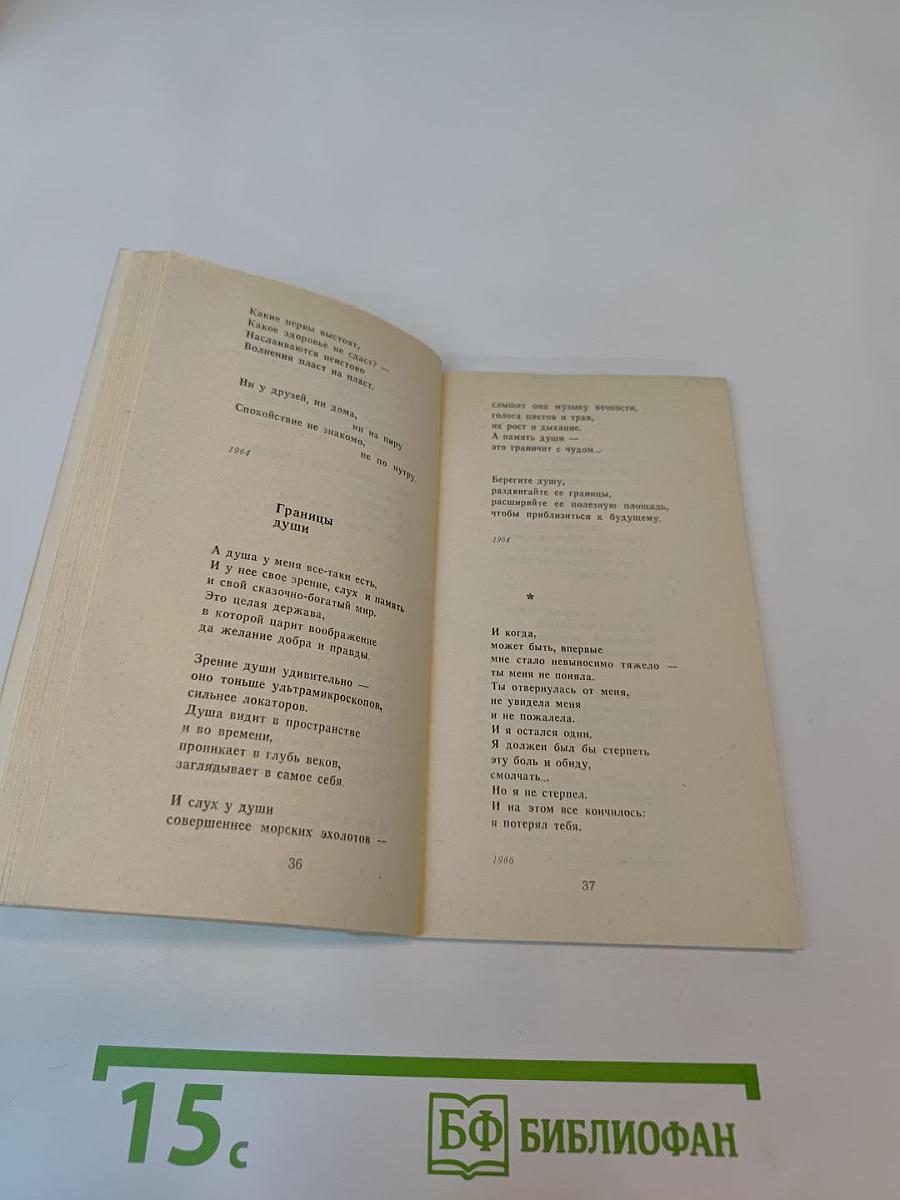 Какие нервы выстоят,
Какое здоровье не сдаст? —
Наслаиваются неистово
Волнения пласт на пласт.
Ни у друзей, ни дома,
ни на пиру
Спокойствие не знакомо,
не по нутру.
1964
Границы
души
А душа у меня все-таки есть.
И у нее свое зрение, слух и память
и свой сказочно-богатый мир.
Это целая держава,
в которой царит воображение
да желание добра и правды.
Зрение души удивительно —
оно тоньше ультрамикроскопов,
сильнее локаторов.
Душа видит в пространстве
и во времени,
проникает в глубь веков,
заглядывает в самое себя.
И слух у души
совершеннее морских эхолотов —
36
слышит она музыку вечности,
голоса цветов и трав,
их рост и дыхание.
А память души —
это граничит с чудом...
Берегите душу,
раздвигайте ее границы,
расширяйте ее полезную площадь,
чтобы приблизиться к будущему.
1964
*
И когда,
может быть, впервые
мне стало невыносимо тяжело —
ты меня не поняла.
Ты отвернулась от меня,
не увидела меня
и не пожалела.
И я остался один.
Я должен был бы стерпеть
эту боль и обиду,
смолчать...
Но я не стерпел.
И на этом все кончилось:
я потерял тебя.
1966
37
15 с
БФ БИБЛИОФАН